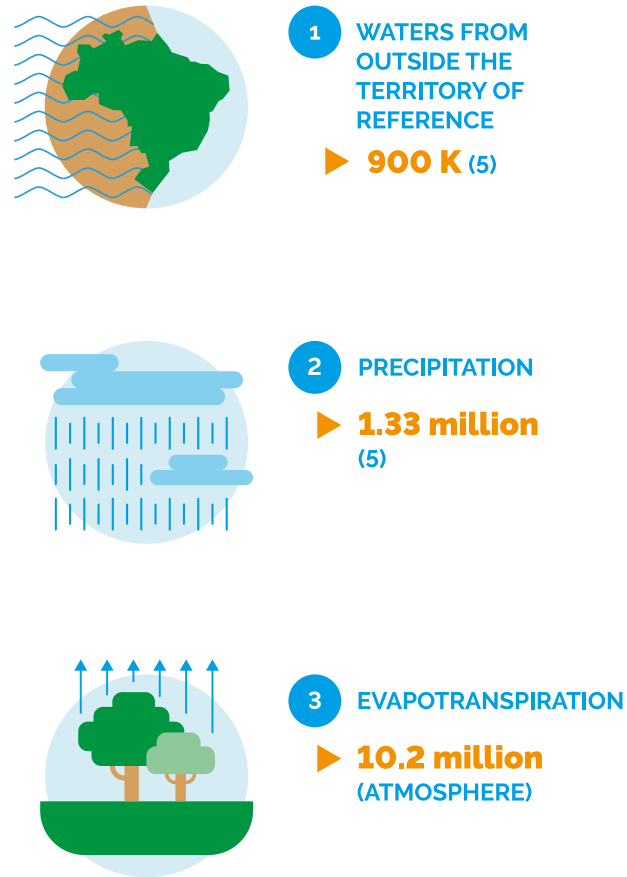 1
WATERS FROM
OUTSIDE THE
TERRITORY OF
REFERENCE
900 K (5)
2
PRECIPITATION
1.33 million
(5)
3
EVAPOTRANSPIRATION
10.2 million
(ATMOSPHERE)